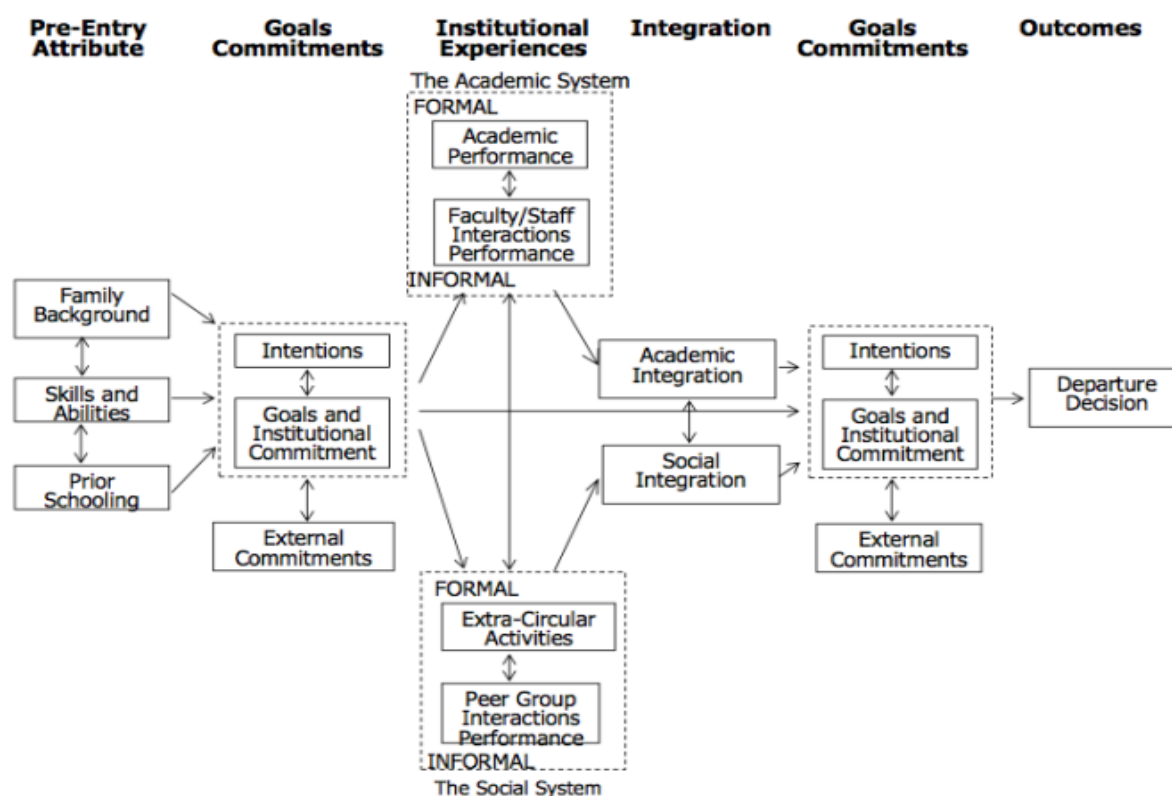 Pre-Entry
Attribute
Goals
Commitments
Institutional
Experiences
Integration
Goals
Commitments
Outcomes
The Academic System
FORMAL
Academic
Performance
Faculty/Staff
Interactions
Performance
INFORMAL
Family
Background
Skills and
Abilities
Prior
Schooling
Intentions
Goals and
Institutional
Commitment
External
Commitments
Academic
Integration
Social
Integration
Intentions
Goals and
Institutional
Commitment
External
Commitments
Departure
Decision
FORMAL
Extra-Circular
Activities
Peer Group
Interactions
Performance
INFORMAL
The Social System